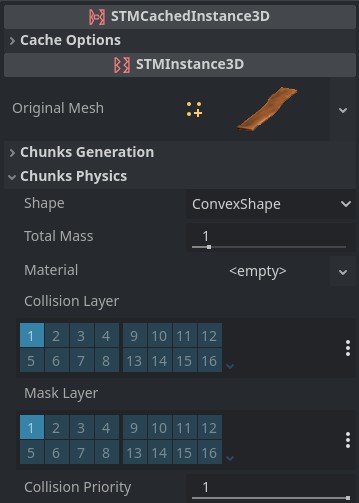 STMCachedInstance3D
Cache Options
STMInstance3D
Original Mesh
Chunks Generation
Chunks Physics
Shape ConvexShape
Total Mass 1
Material <empty>
Collision Layer
1 2 3 4 9 10 11 12
5 6 7 8 13 14 15 16
Mask Layer
1 2 3 4 9 10 11 12
5 6 7 8 13 14 15 16
Collision Priority 1